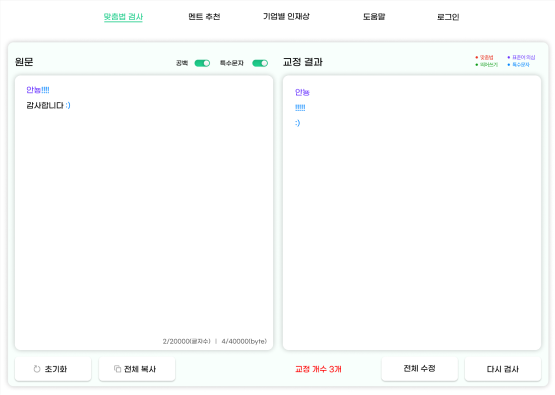 맞춤법 검사 멘트 추천 기업별 인재상 도움말 로그인
원문 공백 특수문자
안뇽!!!!
감사합니다 :)
2/20000(글자수) | 4/40000(byte)
초기화 전체 복사
교정 결과
맞춤법 표준어 의심
띄어쓰기 특수문자
안뇽
!!!!!
:)
교정 개수 3개 전체 수정 다시 검사